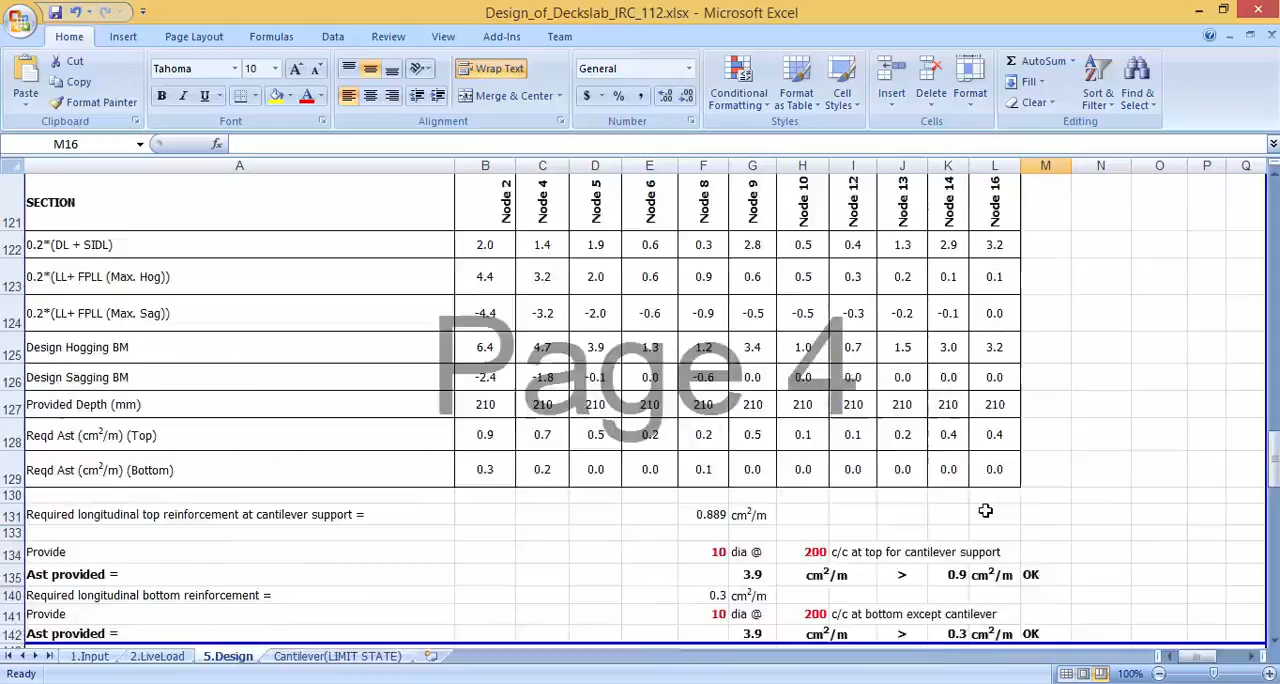 Design_of_Deckslab_IRC_112.xlsx - Microsoft Excel
Home Insert Page Layout Formulas Data Review View Add-Ins Team
Paste Cut Copy Format Painter Clipboard
Tahoma 10 A A B I U A Font
Wrap Text Merge & Center Alignment
General $ % , Number
Conditional Formatting Format as Table Cell Styles Styles
Insert Delete Format Cells
Σ AutoSum Fill Clear Sort & Filter Find & Select Editing
M16 fx
A B C D E F G H I J K L M N O P Q
121 SECTION Node 2 Node 4 Node 5 Node 6 Node 8 Node 9 Node 10 Node 12 Node 13 Node 14 Node 16
122 0.2*(DL + SIDL) 2.0 1.4 1.9 0.6 0.3 2.8 0.5 0.4 1.3 2.9 3.2
123 0.2*(LL+ FPLL (Max. Hog)) 4.4 3.2 2.0 0.6 0.9 0.6 0.5 0.3 0.2 0.1 0.1
124 0.2*(LL+ FPLL (Max. Sag)) -4.4 -3.2 -2.0 -0.6 -0.9 -0.5 -0.5 -0.3 -0.2 -0.1 0.0
125 Design Hogging BM 6.4 4.7 3.9 1.3 1.2 3.4 1.0 0.7 1.5 3.0 3.2
126 Design Sagging BM -2.4 -1.8 -0.1 0.0 -0.6 0.0 0.0 0.0 0.0 0.0 0.0
127 Provided Depth (mm) 210 210 210 210 210 210 210 210 210 210 210
128 Reqd Ast (cm²/m) (Top) 0.9 0.7 0.5 0.2 0.2 0.5 0.1 0.1 0.2 0.4 0.4
129 Reqd Ast (cm²/m) (Bottom) 0.3 0.2 0.0 0.0 0.1 0.0 0.0 0.0 0.0 0.0 0.0
Page 4
130
131 Required longitudinal top reinforcement at cantilever support = 0.889 cm²/m
133
134 Provide 10 dia @ 200 c/c at top for cantilever support
135 Ast provided = 3.9 cm²/m > 0.9 cm²/m OK
140 Required longitudinal bottom reinforcement = 0.3 cm²/m
141 Provide 10 dia @ 200 c/c at bottom except cantilever
142 Ast provided = 3.9 cm²/m > 0.3 cm²/m OK
1.Input 2.LiveLoad 5.Design Cantilever(LIMIT STATE)
Ready 100%